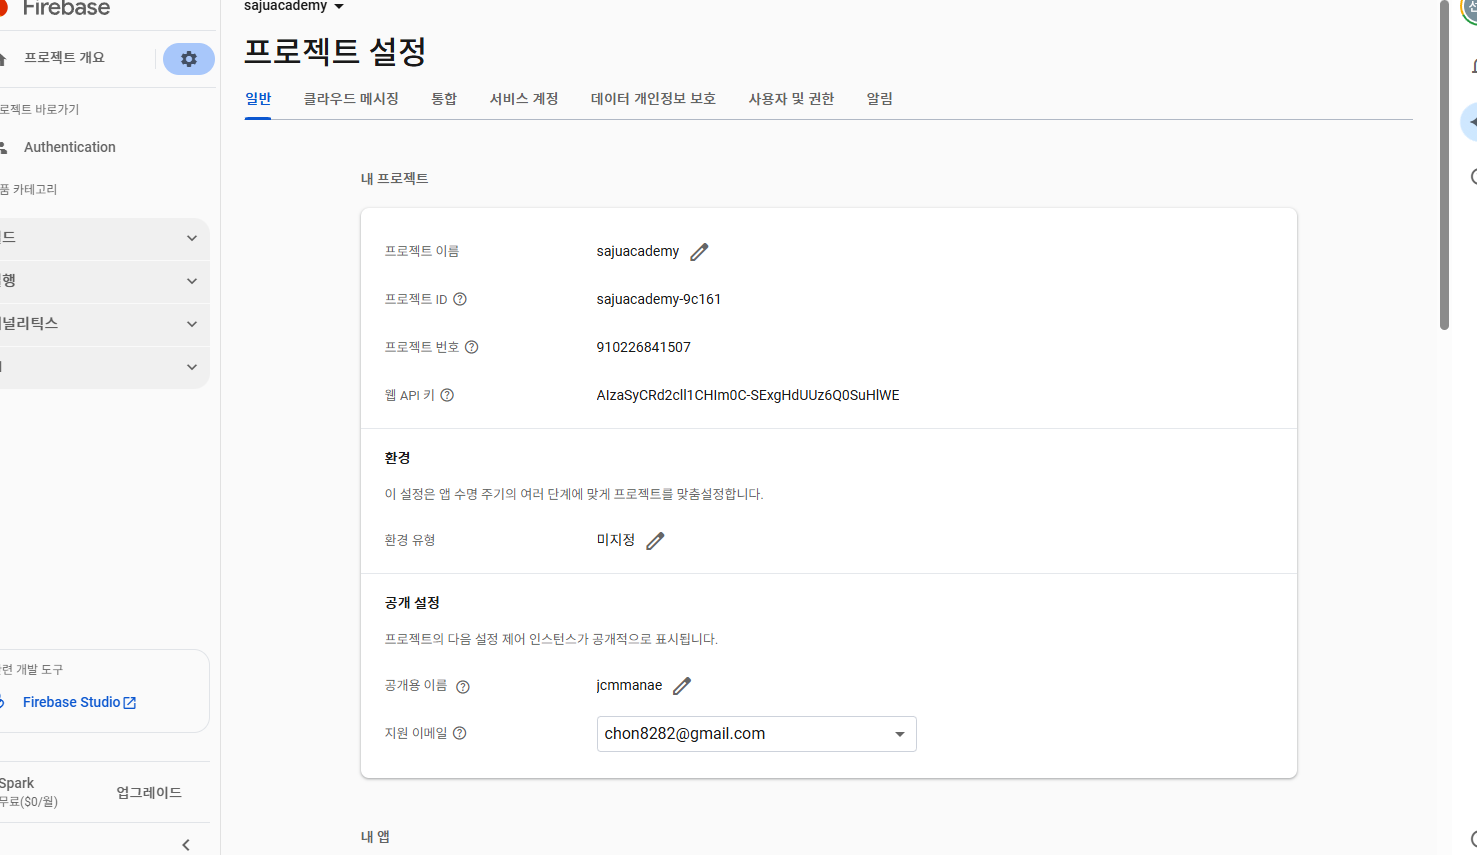 Firebase
sajuacademy
프로젝트 설정
프로젝트 개요
일반 클라우드 메시징 통합 서비스 계정 데이터 개인정보 보호 사용자 및 권한 알림
로젝트 바로가기
Authentication
품 카테고리
드
행
널리틱스
내 프로젝트
프로젝트 이름 sajuacademy
프로젝트 ID sajuacademy-9c161
프로젝트 번호 910226841507
웹 API 키 AIzaSyCRd2cll1CHIm0C-SExgHdUUz6Q0SuHlWE
환경
이 설정은 앱 수명 주기의 여러 단계에 맞게 프로젝트를 맞춤설정합니다.
환경 유형 미지정
공개 설정
프로젝트의 다음 설정 제어 인스턴스가 공개적으로 표시됩니다.
공개용 이름 jcmmanae
지원 이메일 chon8282@gmail.com
련 개발 도구
Firebase Studio
Spark
무료($0/월)
업그레이드
내 앱